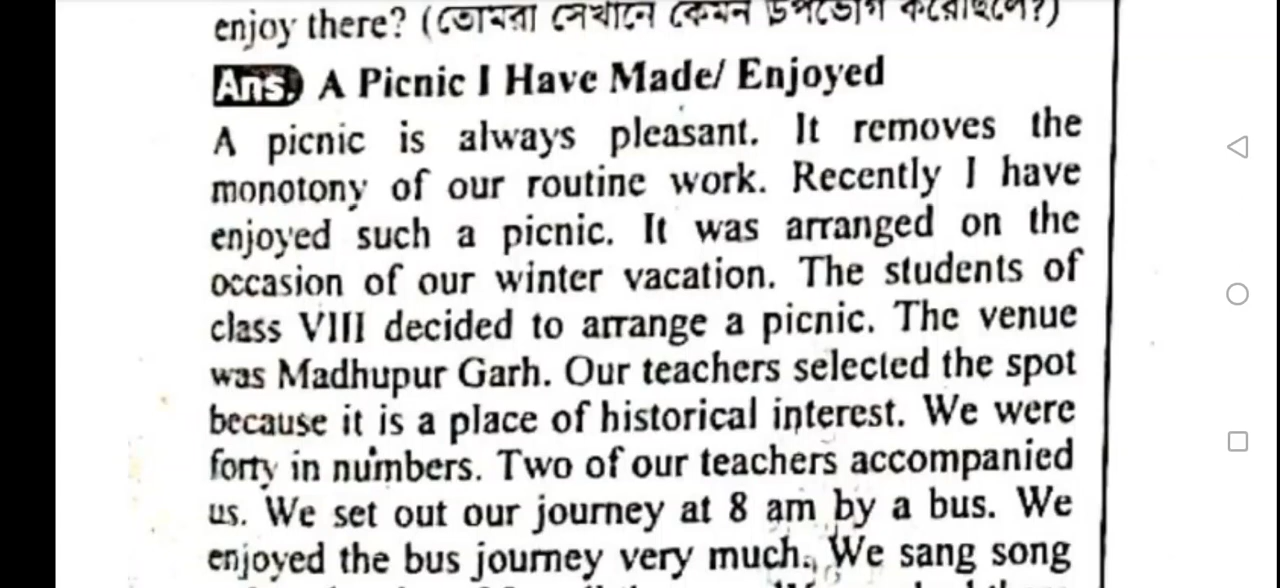 enjoy there? (তোমরা সেখানে কেমন উপভোগ করেছিলে?)
Ans. A Picnic I Have Made/ Enjoyed
A picnic is always pleasant. It removes the
monotony of our routine work. Recently I have
enjoyed such a picnic. It was arranged on the
occasion of our winter vacation. The students of
class VIII decided to arrange a picnic. The venue
was Madhupur Garh. Our teachers selected the spot
because it is a place of historical interest. We were
forty in numbers. Two of our teachers accompanied
us. We set out our journey at 8 am by a bus. We
enjoyed the bus journey very much. We sang song